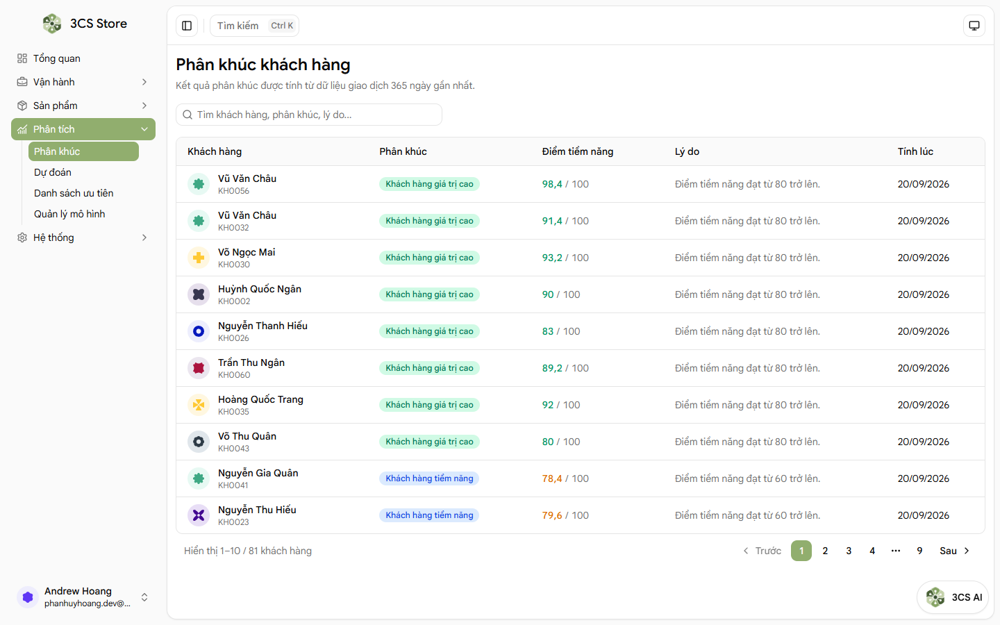 3CS Store
Tìm kiếm Ctrl K
Tổng quan
Vận hành
Sản phẩm
Phân tích
Phân khúc
Dự đoán
Danh sách ưu tiên
Quản lý mô hình
Hệ thống
Andrew Hoang
phanhuyhoang.dev@...
Phân khúc khách hàng
Kết quả phân khúc được tính từ dữ liệu giao dịch 365 ngày gần nhất.
Tìm khách hàng, phân khúc, lý do...
Khách hàng Phân khúc Điểm tiềm năng Lý do Tính lúc
Vũ Văn Châu
KH0056
Khách hàng giá trị cao 98,4 / 100 Điểm tiềm năng đạt từ 80 trở lên. 20/09/2026
Vũ Văn Châu
KH0032
Khách hàng giá trị cao 91,4 / 100 Điểm tiềm năng đạt từ 80 trở lên. 20/09/2026
Võ Ngọc Mai
KH0030
Khách hàng giá trị cao 93,2 / 100 Điểm tiềm năng đạt từ 80 trở lên. 20/09/2026
Huỳnh Quốc Ngân
KH0002
Khách hàng giá trị cao 90 / 100 Điểm tiềm năng đạt từ 80 trở lên. 20/09/2026
Nguyễn Thanh Hiếu
KH0026
Khách hàng giá trị cao 83 / 100 Điểm tiềm năng đạt từ 80 trở lên. 20/09/2026
Trần Thu Ngân
KH0060
Khách hàng giá trị cao 89,2 / 100 Điểm tiềm năng đạt từ 80 trở lên. 20/09/2026
Hoàng Quốc Trang
KH0035
Khách hàng giá trị cao 92 / 100 Điểm tiềm năng đạt từ 80 trở lên. 20/09/2026
Võ Thu Quân
KH0043
Khách hàng giá trị cao 80 / 100 Điểm tiềm năng đạt từ 80 trở lên. 20/09/2026
Nguyễn Gia Quân
KH0041
Khách hàng tiềm năng 78,4 / 100 Điểm tiềm năng đạt từ 60 trở lên. 20/09/2026
Nguyễn Thu Hiếu
KH0023
Khách hàng tiềm năng 79,6 / 100 Điểm tiềm năng đạt từ 60 trở lên. 20/09/2026
Hiển thị 1–10 / 81 khách hàng
Trước 1 2 3 4 ... 9 Sau
3CS AI